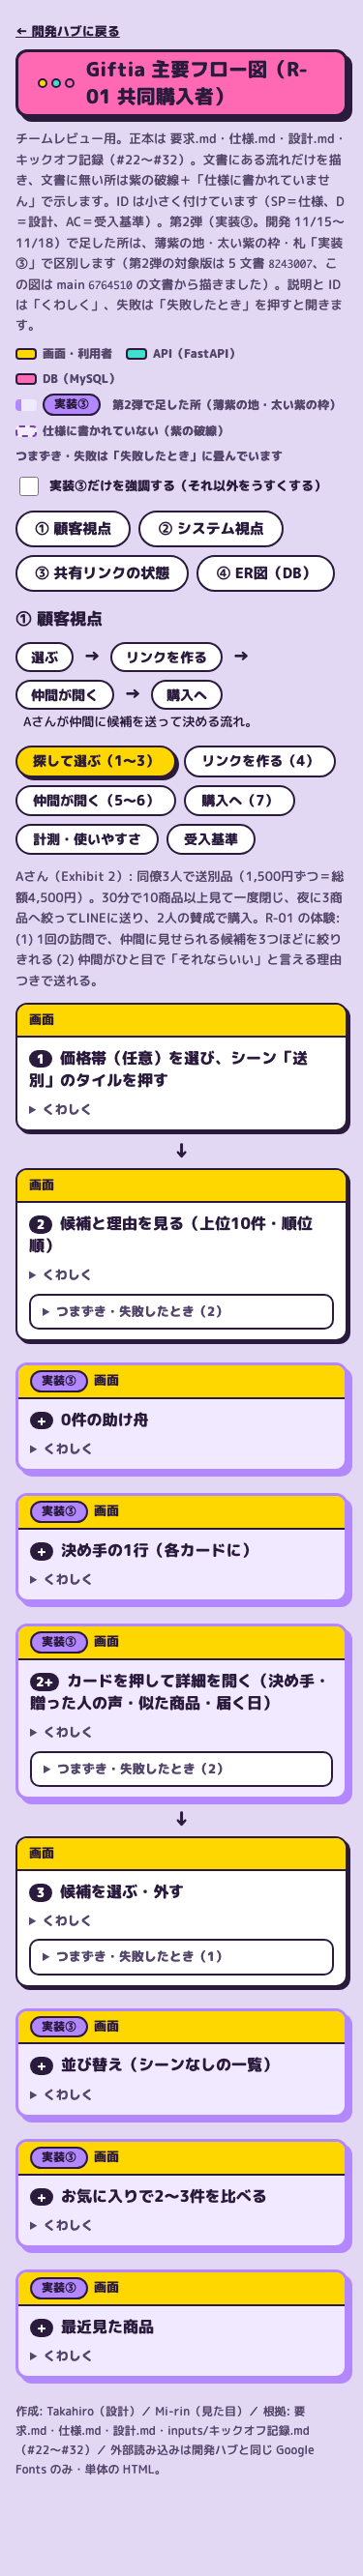 ← 開発ハブに戻る
Giftia 主要フロー図（R-
01 共同購入者）
チームレビュー用。正本は 要求.md・仕様.md・設計.md・
キックオフ記録（#22〜#32）。文書にある流れだけを描
き、文書に無い所は紫の破線＋「仕様に書かれていませ
ん」で示します。ID は小さく付けています（SP＝仕様、D
＝設計、AC＝受入基準）。第2弾（実装③。開発 11/15〜
11/18）で足した所は、薄紫の地・太い紫の枠・札「実装
③」で区別します（第2弾の対象版は 5 文書 8243007、こ
の図は main 6764510 の文書から描きました）。説明と ID
は「くわしく」、失敗は「失敗したとき」を押すと開きま
す。
画面・利用者 API（FastAPI）
DB（MySQL）
実装③ 第2弾で足した所（薄紫の地・太い紫の枠）
仕様に書かれていない（紫の破線）
つまずき・失敗は「失敗したとき」に畳んでいます
実装③だけを強調する（それ以外をうすくする）
① 顧客視点 ② システム視点
③ 共有リンクの状態 ④ ER図（DB）
① 顧客視点
選ぶ → リンクを作る →
仲間が開く → 購入へ
Aさんが仲間に候補を送って決める流れ。
探して選ぶ（1〜3） リンクを作る（4）
仲間が開く（5〜6） 購入へ（7）
計測・使いやすさ 受入基準
Aさん（Exhibit 2）: 同僚3人で送別品（1,500円ずつ＝総
額4,500円）。30分で10商品以上見て一度閉じ、夜に3商
品へ絞ってLINEに送り、2人の賛成で購入。R-01 の体験:
(1) 1回の訪問で、仲間に見せられる候補を3つほどに絞り
きれる (2) 仲間がひと目で「それならいい」と言える理由
つきで送れる。
画面
1 価格帯（任意）を選び、シーン「送
別」のタイルを押す
▶ くわしく
↓
画面
2 候補と理由を見る（上位10件・順位
順）
▶ くわしく
▶ つまずき・失敗したとき（2）
実装③ 画面
+ 0件の助け舟
▶ くわしく
実装③ 画面
+ 決め手の1行（各カードに）
▶ くわしく
実装③ 画面
2+ カードを押して詳細を開く（決め手・
贈った人の声・似た商品・届く日）
▶ くわしく
▶ つまずき・失敗したとき（2）
↓
画面
3 候補を選ぶ・外す
▶ くわしく
▶ つまずき・失敗したとき（1）
実装③ 画面
+ 並び替え（シーンなしの一覧）
▶ くわしく
実装③ 画面
+ お気に入りで2〜3件を比べる
▶ くわしく
実装③ 画面
+ 最近見た商品
▶ くわしく
作成: Takahiro（設計）／ Mi-rin（見た目）／ 根拠: 要
求.md・仕様.md・設計.md・inputs/キックオフ記録.md
（#22〜#32）／ 外部読み込みは開発ハブと同じ Google
Fonts のみ・単体の HTML。